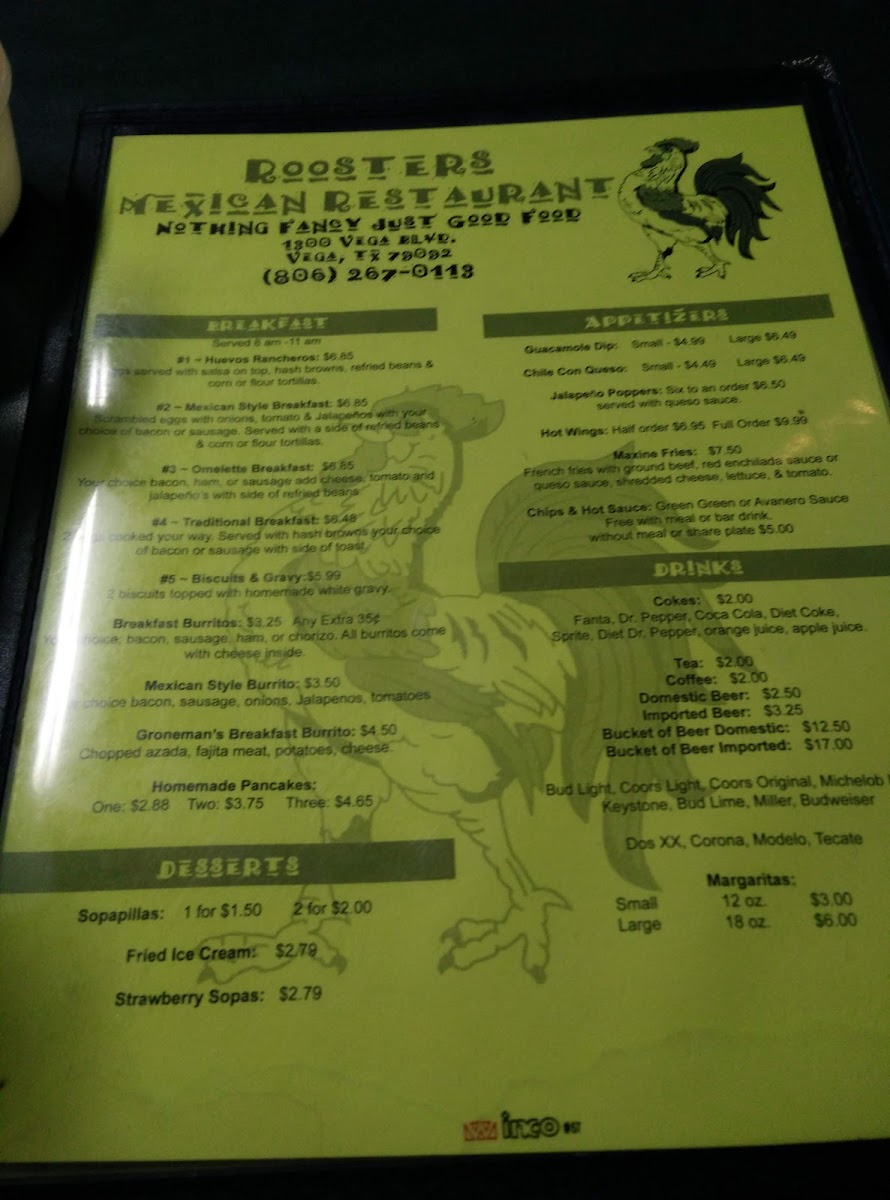 ROOSTERS
MEXICAN RESTAURANT
NOTHING FANCY JUST GOOD FOOD
1300 VEGA BLVD.
VEGA, TX 79092
(806) 267-0113
BREAKFAST
Served 6 am -11 am
#1 ~ Huevos Rancheros: $6.85
served with salsa on top, hash browns, refried beans &
corn or flour tortillas.
#2 ~ Mexican Style Breakfast: $6.85
Scrambled eggs with onions, tomato & Jalapeños with your
choice of bacon or sausage. Served with a side of refried beans
& corn or flour tortillas.
#3 ~ Omelette Breakfast: $6.85
Your choice bacon, ham, or sausage add cheese, tomato and
jalapeño's with side of refried beans
#4 ~ Traditional Breakfast: $6.48
cooked your way. Served with hash browns your choice
of bacon or sausage with side of toast.
#5 ~ Biscuits & Gravy:$5.99
2 biscuits topped with homemade white gravy.
Breakfast Burritos: $3.25 Any Extra 35¢
choice: bacon, sausage, ham, or chorizo. All burritos come
with cheese inside.
Mexican Style Burrito: $3.50
choice bacon, sausage, onions, Jalapenos, tomatoes
Groneman's Breakfast Burrito: $4.50
Chopped azada, fajita meat, potatoes, cheese
Homemade Pancakes:
One: $2.88 Two: $3.75 Three: $4.65
DESSERTS
Sopapillas: 1 for $1.50 2 for $2.00
Fried Ice Cream: $2.79
Strawberry Sopas: $2.79
APPETIZERS
Guacamole Dip: Small - $4.99 Large $6.49
Chile Con Queso: Small - $4.49 Large $6.49
Jalapeño Poppers: Six to an order $6.50
served with queso sauce.
Hot Wings: Half order $6.95 Full Order $9.99
Maxine Fries: $7.50
French fries with ground beef, red enchilada sauce or
queso sauce, shredded cheese, lettuce, & tomato.
Chips & Hot Sauce: Green Green or Avanero Sauce
Free with meal or bar drink.
without meal or share plate $5.00
DRINKS
Cokes: $2.00
Fanta, Dr. Pepper, Coca Cola, Diet Coke,
Sprite, Diet Dr. Pepper, orange juice, apple juice.
Tea: $2.00
Coffee: $2.00
Domestic Beer: $2.50
Imported Beer: $3.25
Bucket of Beer Domestic: $12.50
Bucket of Beer Imported: $17.00
Bud Light, Coors Light, Coors Original, Michelob
Keystone, Bud Lime, Miller, Budweiser
Dos XX, Corona, Modelo, Tecate
Margaritas:
Small 12 oz. $3.00
Large 18 oz. $6.00
inco